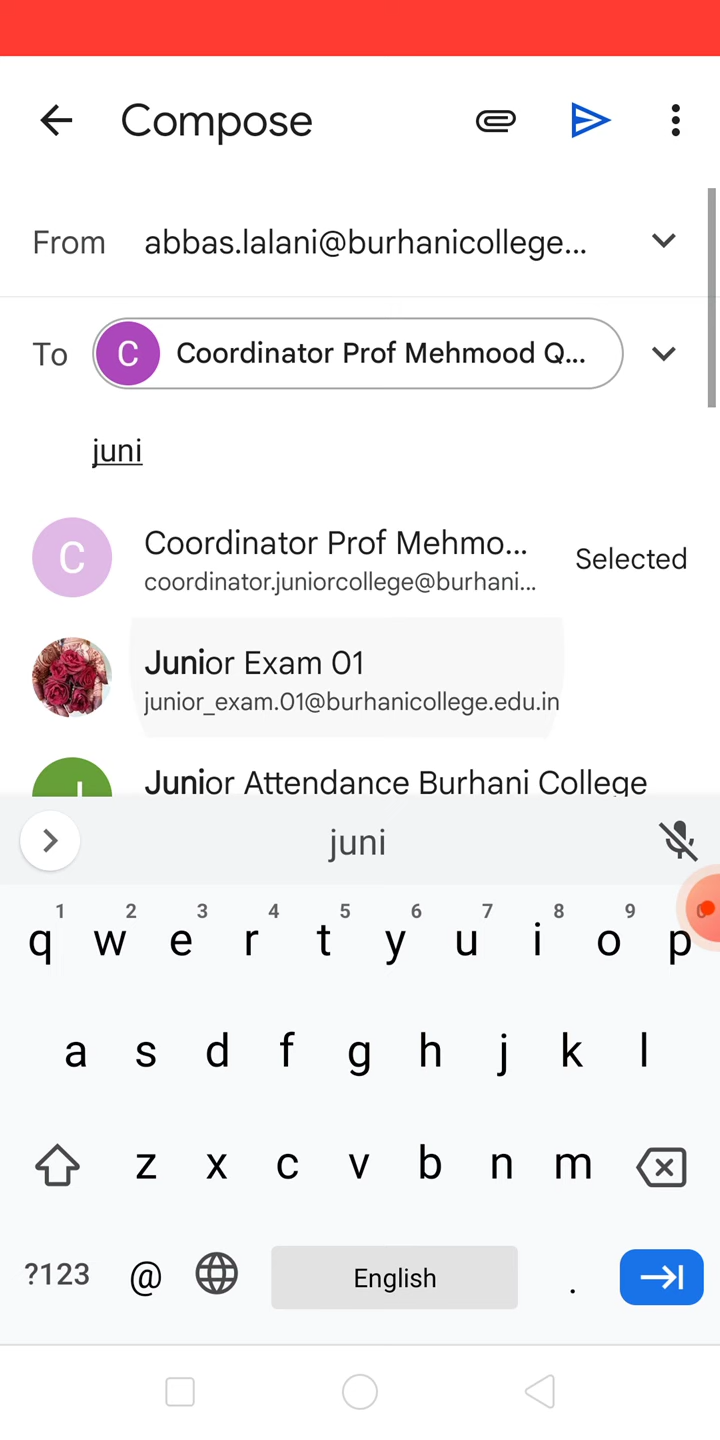 Compose
From abbas.lalani@burhanicollege...
To C Coordinator Prof Mehmood Q...
juni
C Coordinator Prof Mehmo... Selected
coordinator.juniorcollege@burhani...
Junior Exam 01
junior_exam.01@burhanicollege.edu.in
Junior Attendance Burhani College
juni
1 2 3 4 5 6 7 8 9
q w e r t y u i o p
a s d f g h j k l
z x c v b n m
?123 @ English .